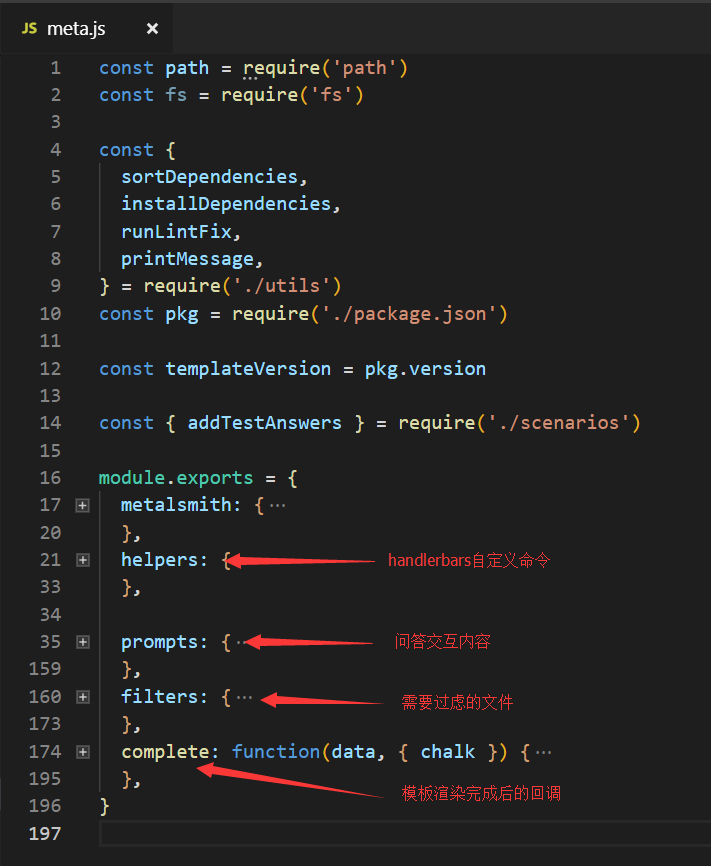 JS meta.js ×
1 const path = require('path')
2 const fs = require('fs')
3
4 const {
5 sortDependencies,
6 installDependencies,
7 runLintFix,
8 printMessage,
9 } = require('./utils')
10 const pkg = require('./package.json')
11
12 const templateVersion = pkg.version
13
14 const { addTestAnswers } = require('./scenarios')
15
16 module.exports = {
17 metalsmith: {···
20 },
21 helpers: { handlerbars自定义命令
33 },
34
35 prompts: {··· 问答交互内容
159 },
160 filters: {··· 需要过虑的文件
173 },
174 complete: function(data, { chalk }) {···
195 }, 模板渲染完成后的回调
196 }
197